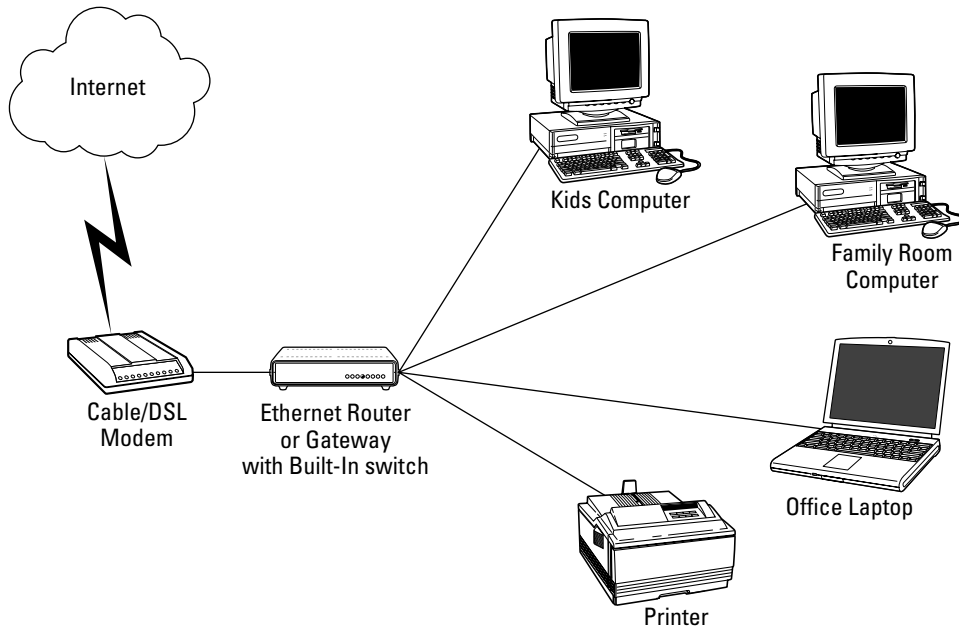 Internet
Kids Computer
Family Room
Computer
Cable/DSL
Modem
Ethernet Router
or Gateway
with Built-In switch
Office Laptop
Printer